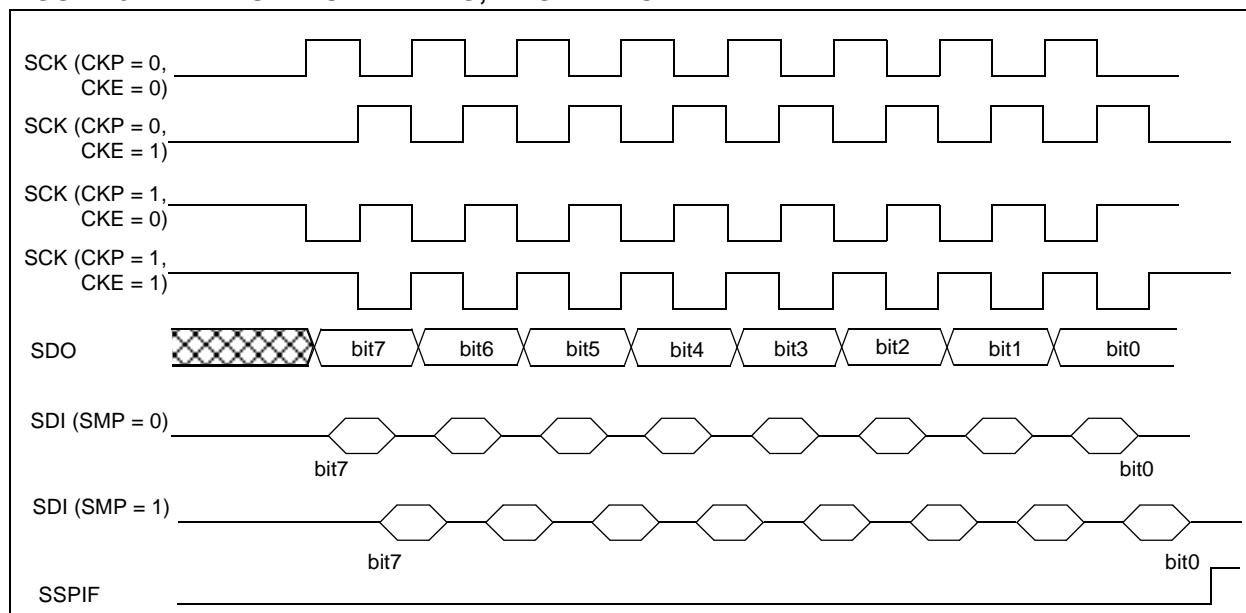 SCK (CKP = 0,
CKE = 0)
SCK (CKP = 0,
CKE = 1)
SCK (CKP = 1,
CKE = 0)
SCK (CKP = 1,
CKE = 1)
SDO
bit7 bit6 bit5 bit4 bit3 bit2 bit1 bit0
SDI (SMP = 0)
bit7 bit0
SDI (SMP = 1)
bit7 bit0
SSPIF